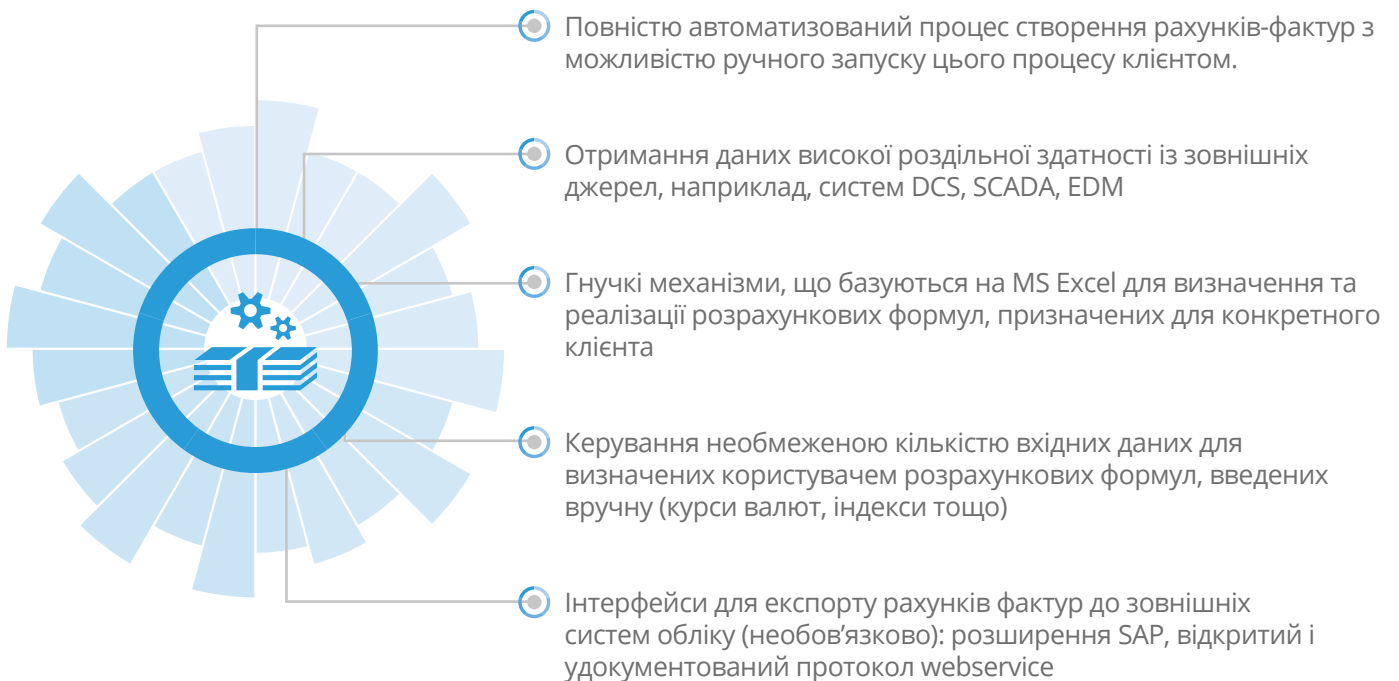 Повністю автоматизований процес створення рахунків-фактур з
можливістю ручного запуску цього процесу клієнтом.
Отримання даних високої роздільної здатності із зовнішніх
джерел, наприклад, систем DCS, SCADA, EDM
Гнучкі механізми, що базуються на MS Excel для визначення та
реалізації розрахункових формул, призначених для конкретного
клієнта
Керування необмеженою кількістю вхідних даних для
визначених користувачем розрахункових формул, введених
вручну (курси валют, індекси тощо)
Інтерфейси для експорту рахунків фактур до зовнішніх
систем обліку (необов’язково): розширення SAP, відкритий і
удокументований протокол webservice